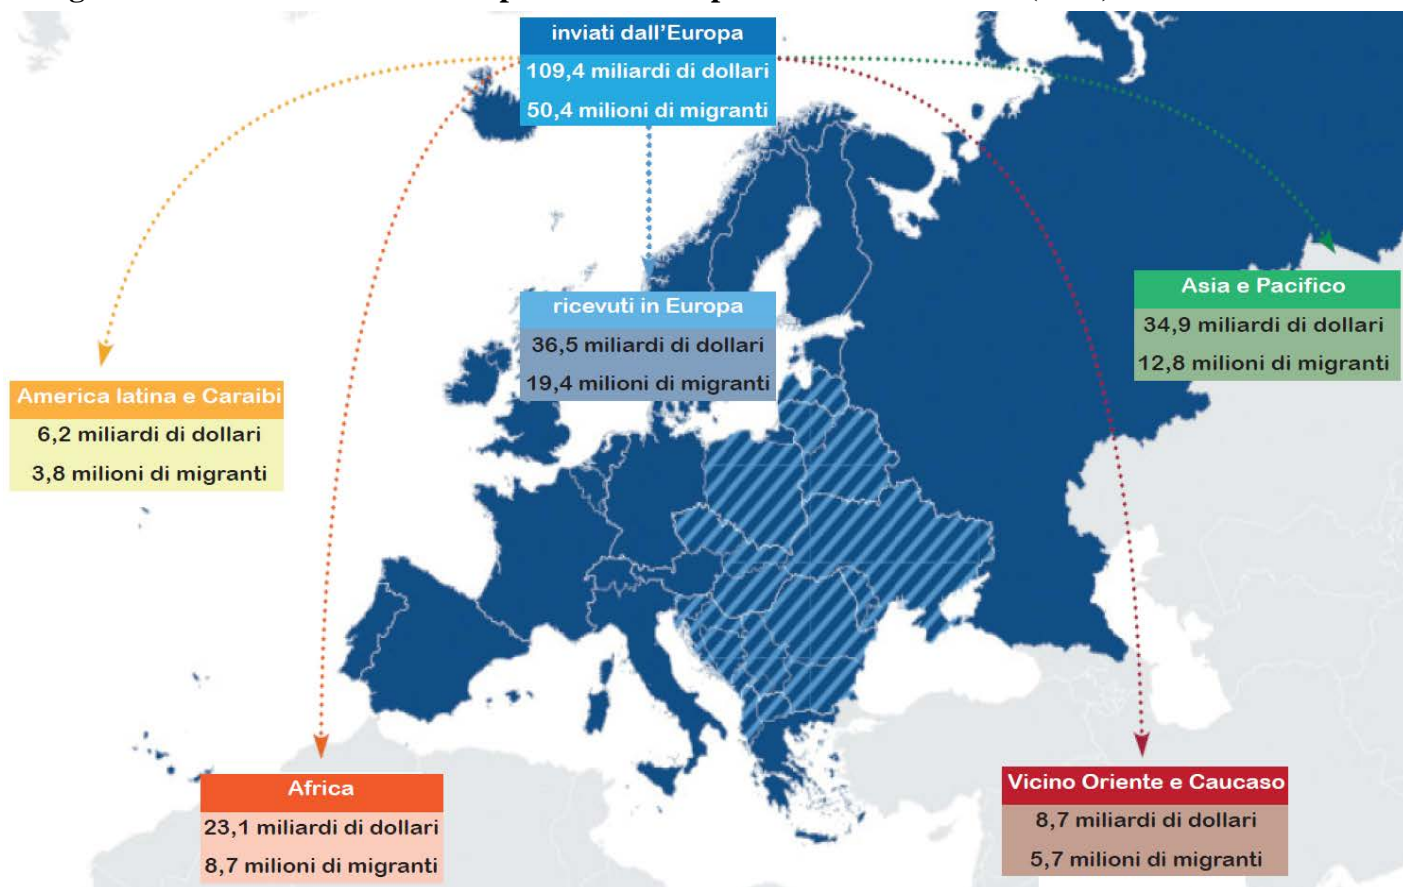 inviati dall'Europa
109,4 miliardi di dollari
50,4 milioni di migranti
ricevuti in Europa
36,5 miliardi di dollari
19,4 milioni di migranti
Asia e Pacifico
34,9 miliardi di dollari
12,8 milioni di migranti
America latina e Caraibi
6,2 miliardi di dollari
3,8 milioni di migranti
Africa
23,1 miliardi di dollari
8,7 milioni di migranti
Vicino Oriente e Caucaso
8,7 miliardi di dollari
5,7 milioni di migranti